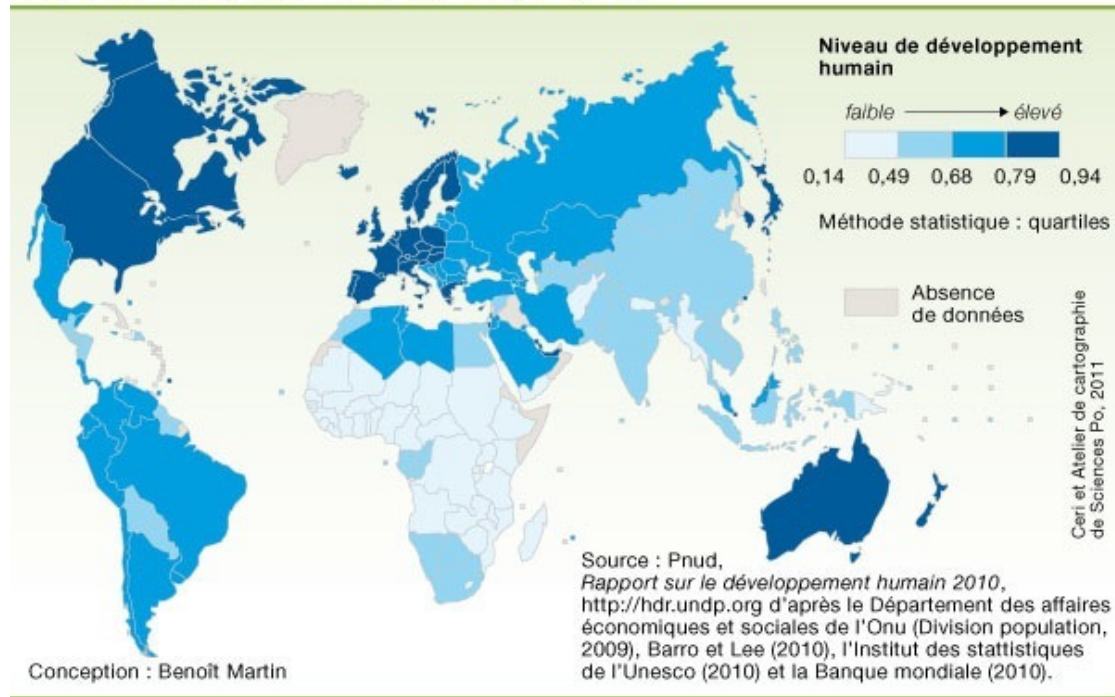 Niveau de développement
humain
faible élevé
0,14 0,49 0,68 0,79 0,94
Méthode statistique : quartiles
Absence
de données
Ceri et Atelier de cartographie
de Sciences Po, 2011
Source : Pnud,
Rapport sur le développement humain 2010,
http://hdr.undp.org d'après le Département des affaires
économiques et sociales de l'Onu (Division population,
2009), Barro et Lee (2010), l'Institut des stattistiques
de l'Unesco (2010) et la Banque mondiale (2010).
Conception : Benoît Martin